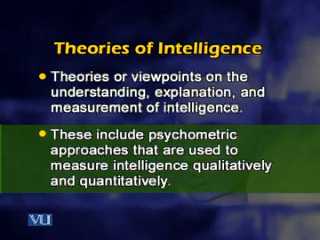 Theories of Intelligence
• Theories or viewpoints on the
understanding, explanation, and
measurement of intelligence.
• These include psychometric
approaches that are used to
measure intelligence qualitatively
and quantitatively.
VU